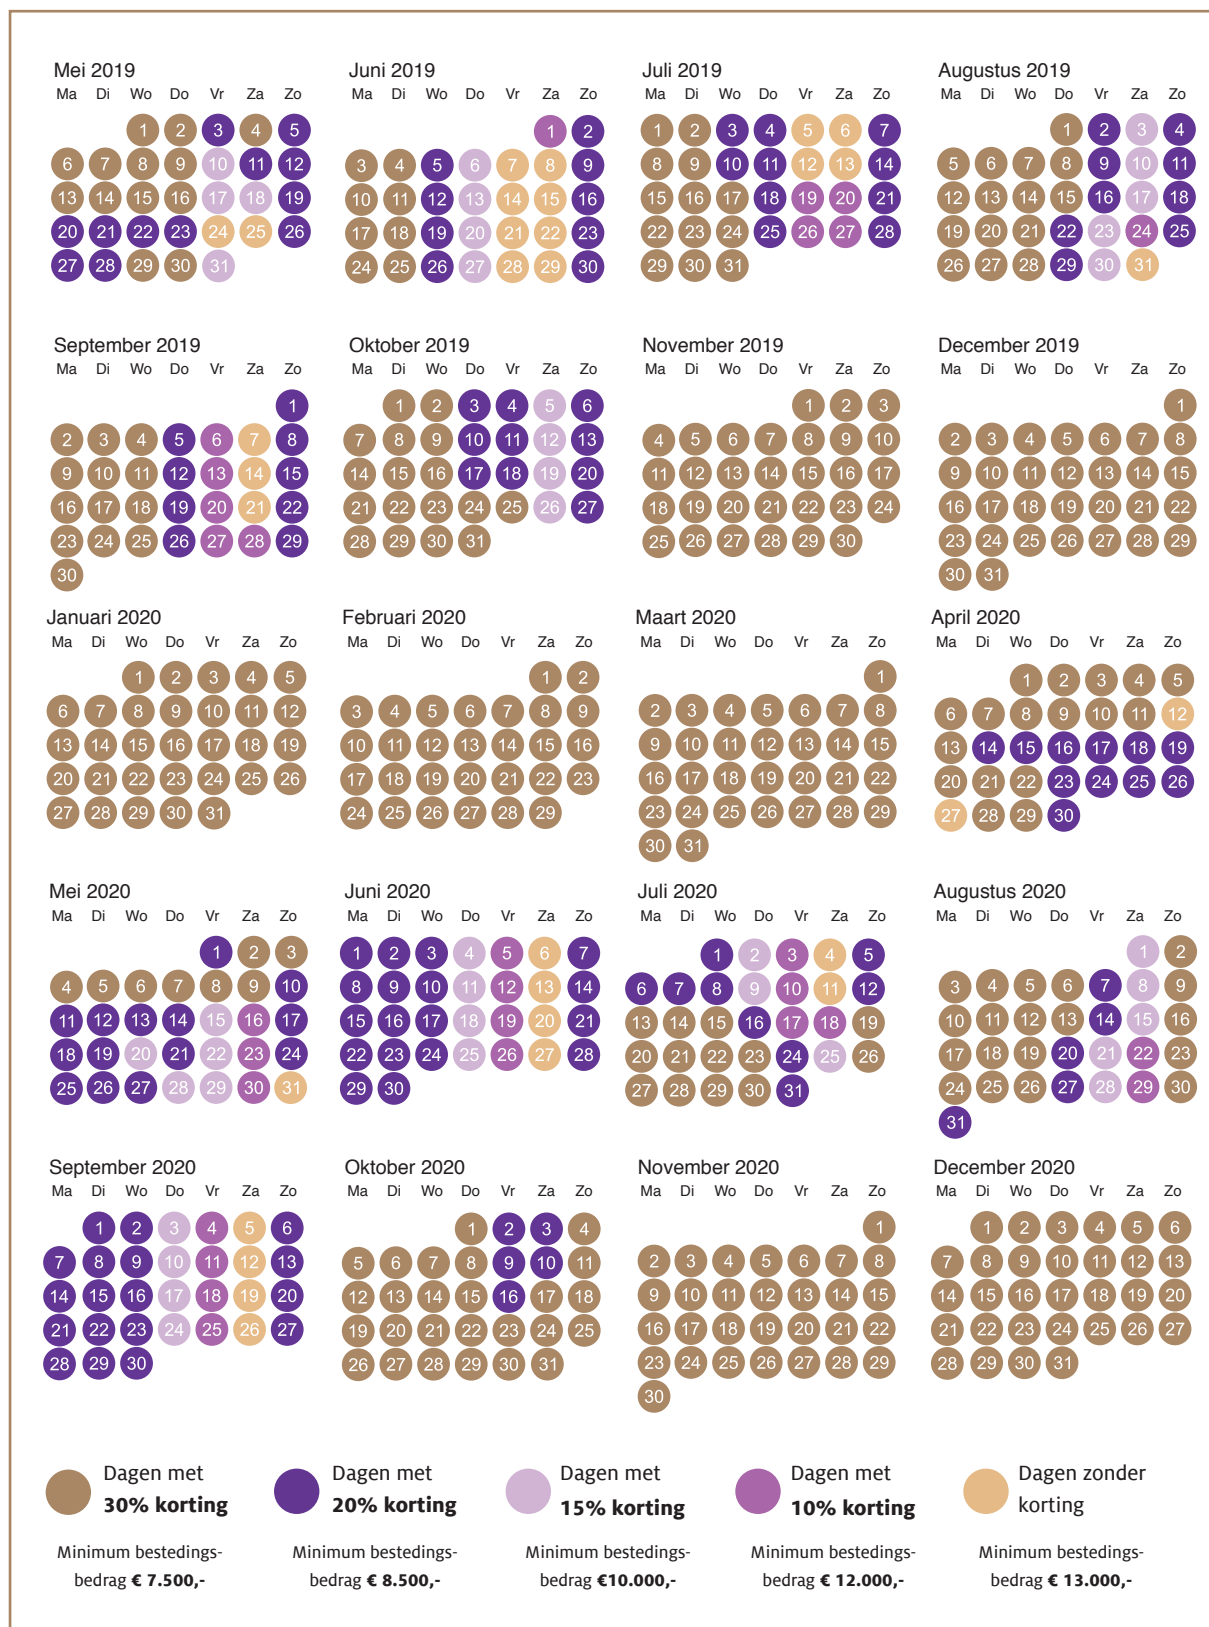 Mei 2019 Juni 2019 Juli 2019 Augustus 2019
Ma Di Wo Do Vr Za Zo Ma Di Wo Do Vr Za Zo Ma Di Wo Do Vr Za Zo Ma Di Wo Do Vr Za Zo
1 2 3 4 5 1 2 1 2 3 4 5 6 7 1 2 3 4
6 7 8 9 10 11 12 3 4 5 6 7 8 9 8 9 10 11 12 13 14 5 6 7 8 9 10 11
13 14 15 16 17 18 19 10 11 12 13 14 15 16 15 16 17 18 19 20 21 12 13 14 15 16 17 18
20 21 22 23 24 25 26 17 18 19 20 21 22 23 22 23 24 25 26 27 28 19 20 21 22 23 24 25
27 28 29 30 31 24 25 26 27 28 29 30 29 30 31 26 27 28 29 30 31
September 2019 Oktober 2019 November 2019 December 2019
Ma Di Wo Do Vr Za Zo Ma Di Wo Do Vr Za Zo Ma Di Wo Do Vr Za Zo Ma Di Wo Do Vr Za Zo
1 1 2 3 4 5 6 1 2 3 1
2 3 4 5 6 7 8 7 8 9 10 11 12 13 4 5 6 7 8 9 10 2 3 4 5 6 7 8
9 10 11 12 13 14 15 14 15 16 17 18 19 20 11 12 13 14 15 16 17 9 10 11 12 13 14 15
16 17 18 19 20 21 22 21 22 23 24 25 26 27 18 19 20 21 22 23 24 16 17 18 19 20 21 22
23 24 25 26 27 28 29 28 29 30 31 25 26 27 28 29 30 23 24 25 26 27 28 29
30 30 31
Januari 2020 Februari 2020 Maart 2020 April 2020
Ma Di Wo Do Vr Za Zo Ma Di Wo Do Vr Za Zo Ma Di Wo Do Vr Za Zo Ma Di Wo Do Vr Za Zo
1 2 3 4 5 1 2 1 1 2 3 4 5
6 7 8 9 10 11 12 3 4 5 6 7 8 9 2 3 4 5 6 7 8 6 7 8 9 10 11 12
13 14 15 16 17 18 19 10 11 12 13 14 15 16 9 10 11 12 13 14 15 13 14 15 16 17 18 19
20 21 22 23 24 25 26 17 18 19 20 21 22 23 16 17 18 19 20 21 22 20 21 22 23 24 25 26
27 28 29 30 31 24 25 26 27 28 29 23 24 25 26 27 28 29 27 28 29 30
30 31
Mei 2020 Juni 2020 Juli 2020 Augustus 2020
Ma Di Wo Do Vr Za Zo Ma Di Wo Do Vr Za Zo Ma Di Wo Do Vr Za Zo Ma Di Wo Do Vr Za Zo
1 2 3 1 2 3 4 5 6 7 1 2 3 4 5 1 2
4 5 6 7 8 9 10 8 9 10 11 12 13 14 6 7 8 9 10 11 12 3 4 5 6 7 8 9
11 12 13 14 15 16 17 15 16 17 18 19 20 21 13 14 15 16 17 18 19 10 11 12 13 14 15 16
18 19 20 21 22 23 24 22 23 24 25 26 27 28 20 21 22 23 24 25 26 17 18 19 20 21 22 23
25 26 27 28 29 30 31 29 30 27 28 29 30 31 24 25 26 27 28 29 30
31
September 2020 Oktober 2020 November 2020 December 2020
Ma Di Wo Do Vr Za Zo Ma Di Wo Do Vr Za Zo Ma Di Wo Do Vr Za Zo Ma Di Wo Do Vr Za Zo
1 2 3 4 5 6 1 2 3 4 1 1 2 3 4 5 6
7 8 9 10 11 12 13 5 6 7 8 9 10 11 2 3 4 5 6 7 8 7 8 9 10 11 12 13
14 15 16 17 18 19 20 12 13 14 15 16 17 18 9 10 11 12 13 14 15 14 15 16 17 18 19 20
21 22 23 24 25 26 27 19 20 21 22 23 24 25 16 17 18 19 20 21 22 21 22 23 24 25 26 27
28 29 30 26 27 28 29 30 31 23 24 25 26 27 28 29 28 29 30 31
30
Dagen met Dagen met Dagen met Dagen met Dagen zonder
30% korting 20% korting 15% korting 10% korting korting
Minimum bestedings- Minimum bestedings- Minimum bestedings- Minimum bestedings- Minimum bestedings-
bedrag € 7.500,- bedrag € 8.500,- bedrag €10.000,- bedrag € 12.000,- bedrag € 13.000,-